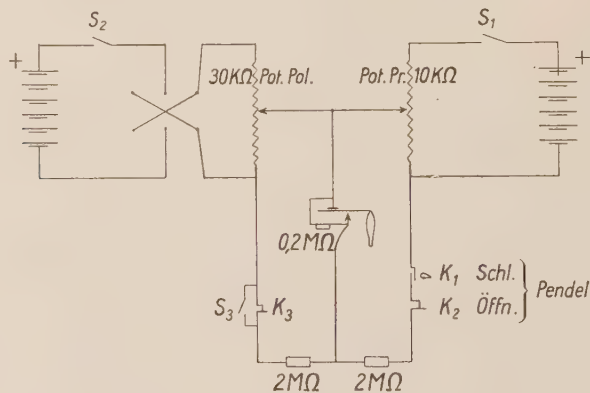 S₂
S₁
+
30KΩ Pot. Pol.
Pot. Pr. 10KΩ
+
0,2MΩ
K₁ Schl.
K₂ Öffn.
Pendel
S₃
K₃
2MΩ
2MΩ